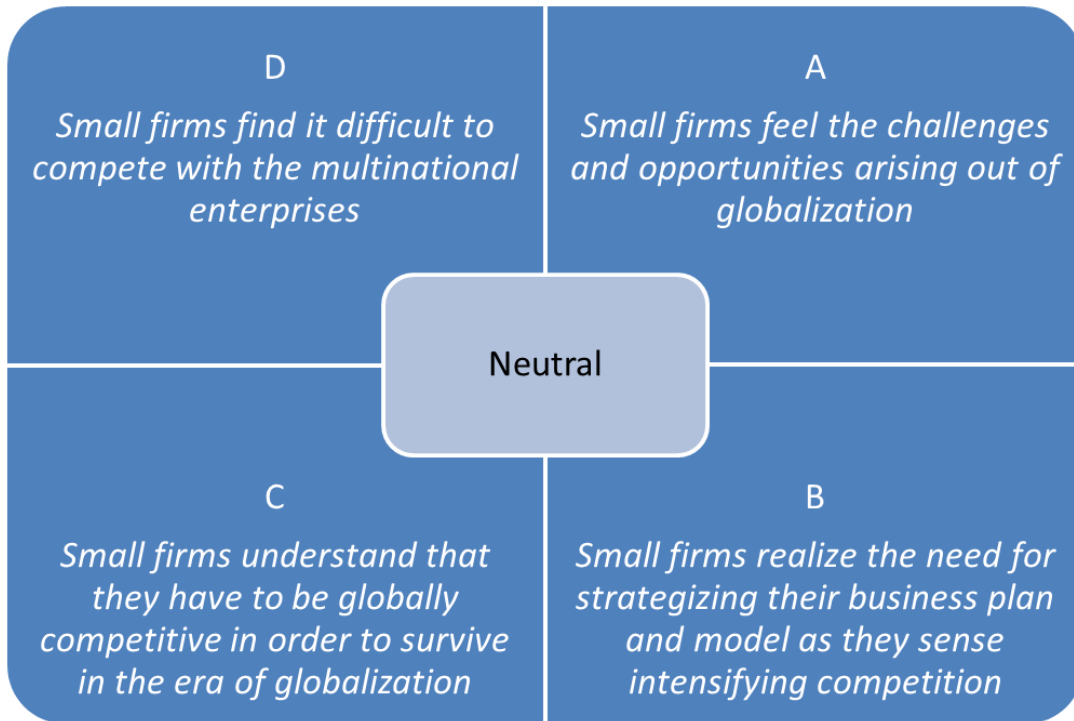 D
Small firms find it difficult to
compete with the multinational
enterprises
A
Small firms feel the challenges
and opportunities arising out of
globalization
Neutral
C
Small firms understand that
they have to be globally
competitive in order to survive
in the era of globalization
B
Small firms realize the need for
strategizing their business plan
and model as they sense
intensifying competition